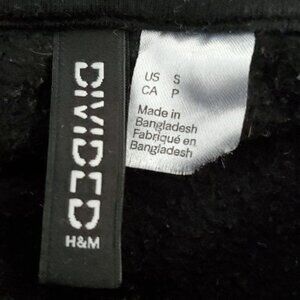 DIVIDED
H&M
US S
CA P
Made in
Bangladesh
Fabriqué en
Bangladesh